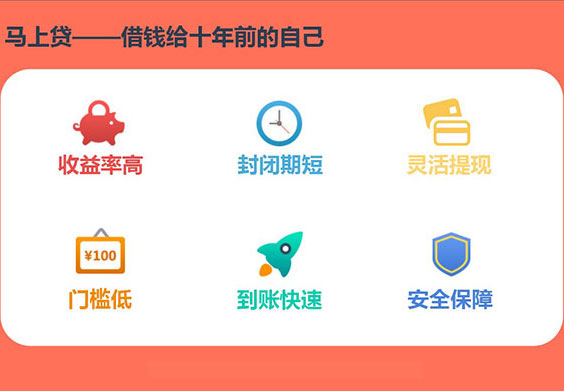 马上贷——借钱给十年前的自己
收益率高
封闭期短
灵活提现
¥100
门槛低
到账快速
安全保障